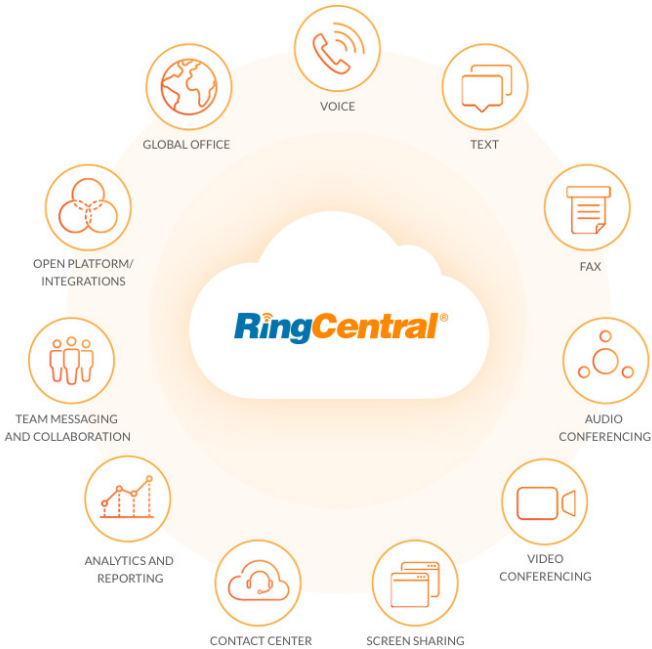 VOICE
GLOBAL OFFICE
TEXT
OPEN PLATFORM/
INTEGRATIONS
FAX
RingCentral®
TEAM MESSAGING
AND COLLABORATION
AUDIO
CONFERENCING
ANALYTICS AND
REPORTING
VIDEO
CONFERENCING
CONTACT CENTER
SCREEN SHARING